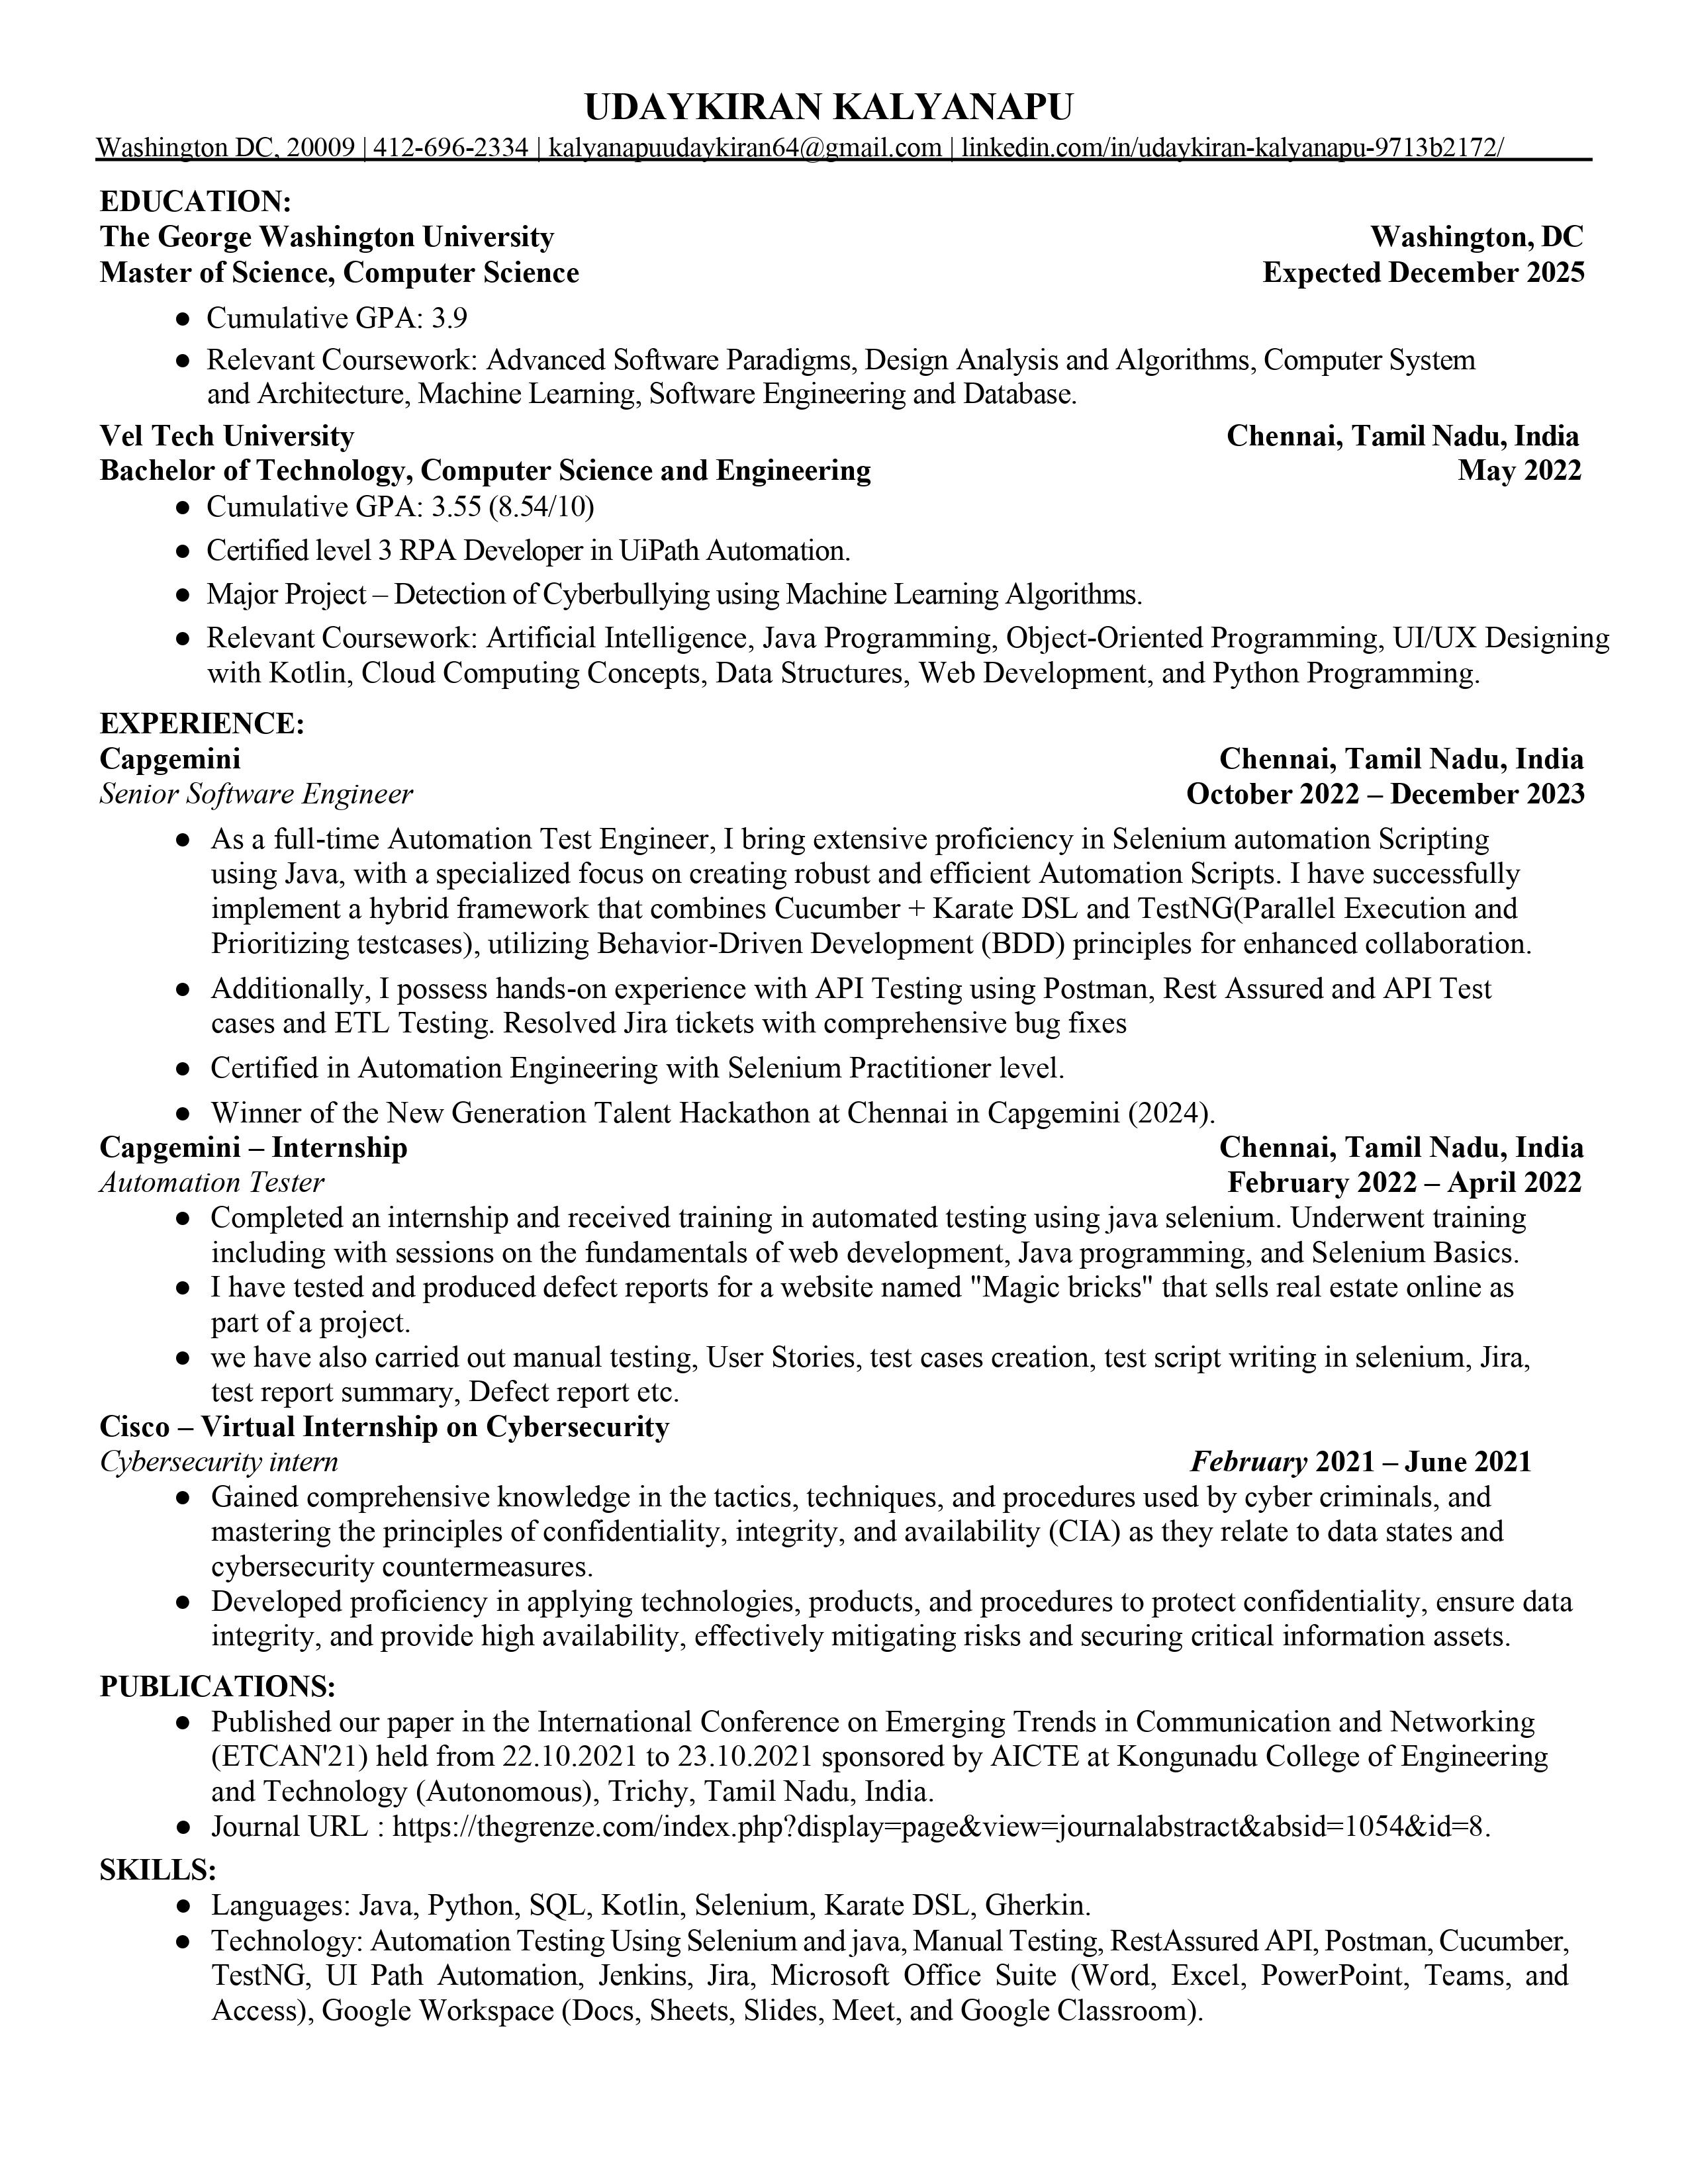 UDAYKIRAN KALYANAPU
Washington DC, 20009 | 412-696-2334 | kalyanapuudaykiran64@gmail.com | linkedin.com/in/udaykiran-kalyanapu-9713b2172/
EDUCATION:
The George Washington University Washington, DC
Master of Science, Computer Science Expected December 2025
● Cumulative GPA: 3.9
● Relevant Coursework: Advanced Software Paradigms, Design Analysis and Algorithms, Computer System
and Architecture, Machine Learning, Software Engineering and Database.
Vel Tech University Chennai, Tamil Nadu, India
Bachelor of Technology, Computer Science and Engineering May 2022
● Cumulative GPA: 3.55 (8.54/10)
● Certified level 3 RPA Developer in UiPath Automation.
● Major Project – Detection of Cyberbullying using Machine Learning Algorithms.
● Relevant Coursework: Artificial Intelligence, Java Programming, Object-Oriented Programming, UI/UX Designing
with Kotlin, Cloud Computing Concepts, Data Structures, Web Development, and Python Programming.
EXPERIENCE:
Capgemini Chennai, Tamil Nadu, India
Senior Software Engineer October 2022 – December 2023
● As a full-time Automation Test Engineer, I bring extensive proficiency in Selenium automation Scripting
using Java, with a specialized focus on creating robust and efficient Automation Scripts. I have successfully
implement a hybrid framework that combines Cucumber + Karate DSL and TestNG(Parallel Execution and
Prioritizing testcases), utilizing Behavior-Driven Development (BDD) principles for enhanced collaboration.
● Additionally, I possess hands-on experience with API Testing using Postman, Rest Assured and API Test
cases and ETL Testing. Resolved Jira tickets with comprehensive bug fixes
● Certified in Automation Engineering with Selenium Practitioner level.
● Winner of the New Generation Talent Hackathon at Chennai in Capgemini (2024).
Capgemini – Internship Chennai, Tamil Nadu, India
Automation Tester February 2022 – April 2022
● Completed an internship and received training in automated testing using java selenium. Underwent training
including with sessions on the fundamentals of web development, Java programming, and Selenium Basics.
● I have tested and produced defect reports for a website named "Magic bricks" that sells real estate online as
part of a project.
● we have also carried out manual testing, User Stories, test cases creation, test script writing in selenium, Jira,
test report summary, Defect report etc.
Cisco – Virtual Internship on Cybersecurity
Cybersecurity intern February 2021 – June 2021
● Gained comprehensive knowledge in the tactics, techniques, and procedures used by cyber criminals, and
mastering the principles of confidentiality, integrity, and availability (CIA) as they relate to data states and
cybersecurity countermeasures.
● Developed proficiency in applying technologies, products, and procedures to protect confidentiality, ensure data
integrity, and provide high availability, effectively mitigating risks and securing critical information assets.
PUBLICATIONS:
● Published our paper in the International Conference on Emerging Trends in Communication and Networking
(ETCAN'21) held from 22.10.2021 to 23.10.2021 sponsored by AICTE at Kongunadu College of Engineering
and Technology (Autonomous), Trichy, Tamil Nadu, India.
● Journal URL : https://thegrenze.com/index.php?display=page&view=journalabstract&absid=1054&id=8.
SKILLS:
● Languages: Java, Python, SQL, Kotlin, Selenium, Karate DSL, Gherkin.
● Technology: Automation Testing Using Selenium and java, Manual Testing, RestAssured API, Postman, Cucumber,
TestNG, UI Path Automation, Jenkins, Jira, Microsoft Office Suite (Word, Excel, PowerPoint, Teams, and
Access), Google Workspace (Docs, Sheets, Slides, Meet, and Google Classroom).